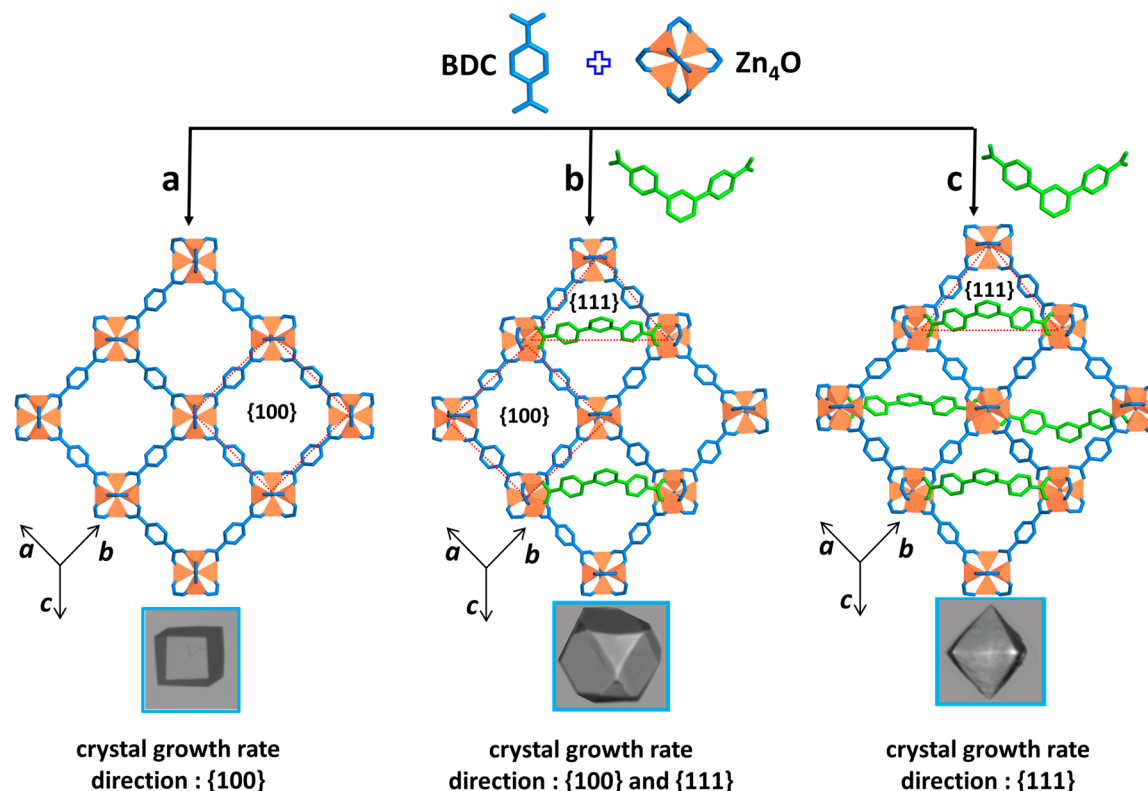 BDC
Zn₄O
a
b
c
{100}
{111}
{100}
{111}
a
b
c
a
b
c
a
b
c
crystal growth rate
direction : {100}
crystal growth rate
direction : {100} and {111}
crystal growth rate
direction : {111}